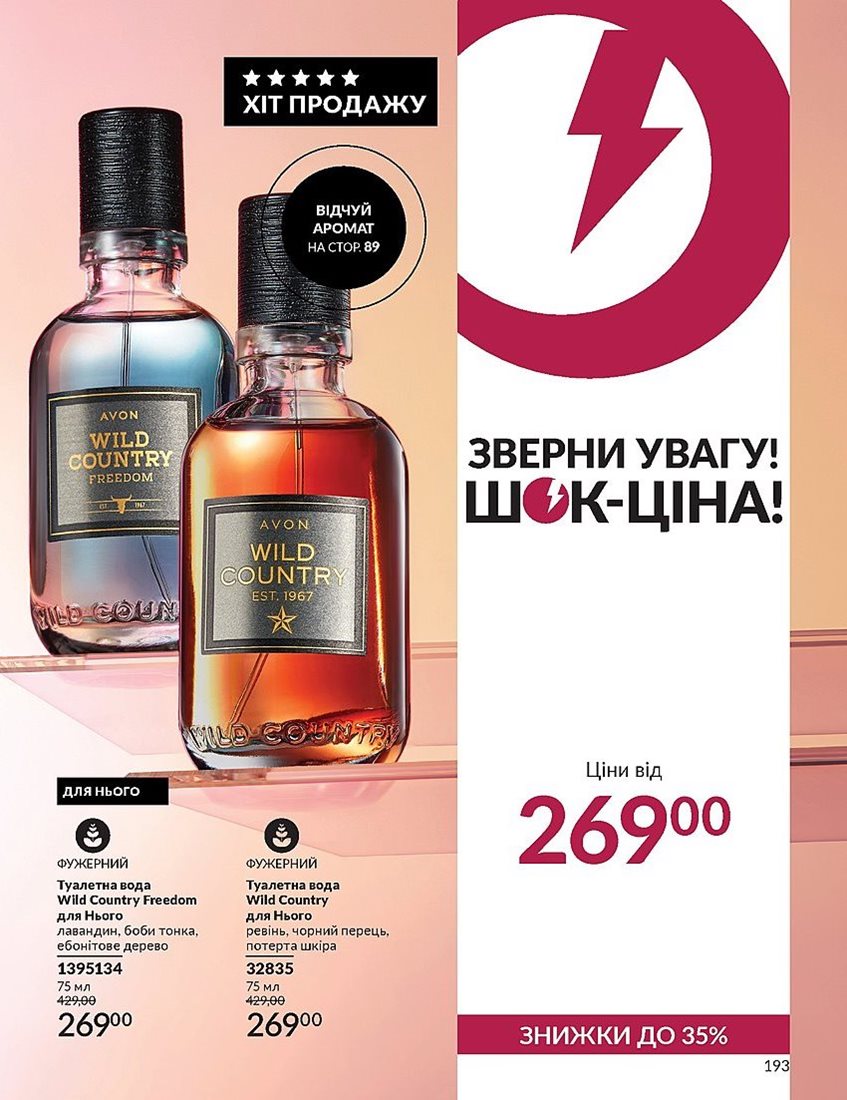 ХІТ ПРОДАЖУ
ВІДЧУЙ
АРОМАТ
НА СТОР. 89
AVON
WILD
COUNTRY
FREEDOM
EST. 1967
WILD COUN
AVON
WILD
COUNTRY
EST. 1967
WILD COUNTRY
ЗВЕРНИ УВАГУ!
ШОК-ЦІНА!
Ціни від
26900
ЗНИЖКИ ДО 35%
ДЛЯ НЬОГО
ФУЖЕРНИЙ
Туалетна вода
Wild Country Freedom
для Нього
лавандин, боби тонка,
ебонітове дерево
1395134
75 мл
429,00
26900
ФУЖЕРНИЙ
Туалетна вода
Wild Country
для Нього
ревінь, чорний перець,
потерта шкіра
32835
75 мл
429,00
26900
193